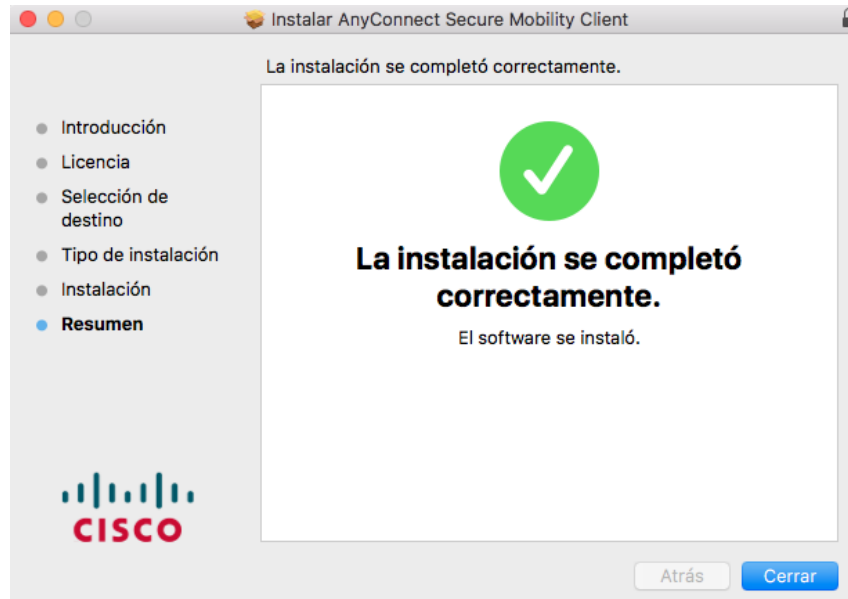 Instalar AnyConnect Secure Mobility Client
La instalación se completó correctamente.
Introducción
Licencia
Selección de
destino
Tipo de instalación
Instalación
Resumen
La instalación se completó
correctamente.
El software se instaló.
CISCO
Atrás
Cerrar